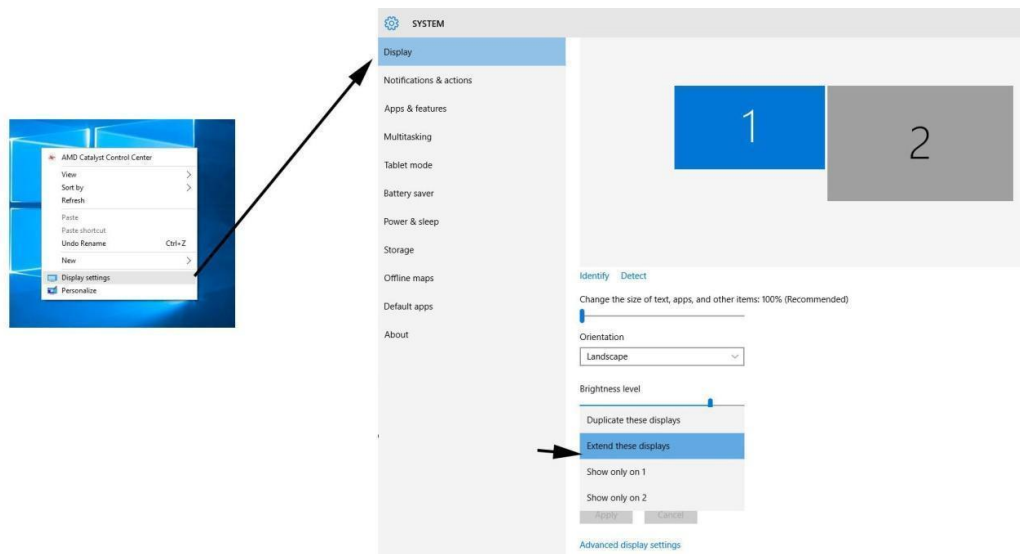 AMD Catalyst Control Center
View
Sort by
Refresh
Paste
Paste shortcut
Undo Rename Ctrl+Z
New
Display settings
Personalize
SYSTEM
Display
Notifications & actions
Apps & features
Multitasking
Tablet mode
Battery saver
Power & sleep
Storage
Offline maps
Default apps
About
1
2
Identify Detect
Change the size of text, apps, and other items: 100% (Recommended)
Orientation
Landscape
Brightness level
Duplicate these displays
Extend these displays
Show only on 1
Show only on 2
Apply Cancel
Advanced display settings